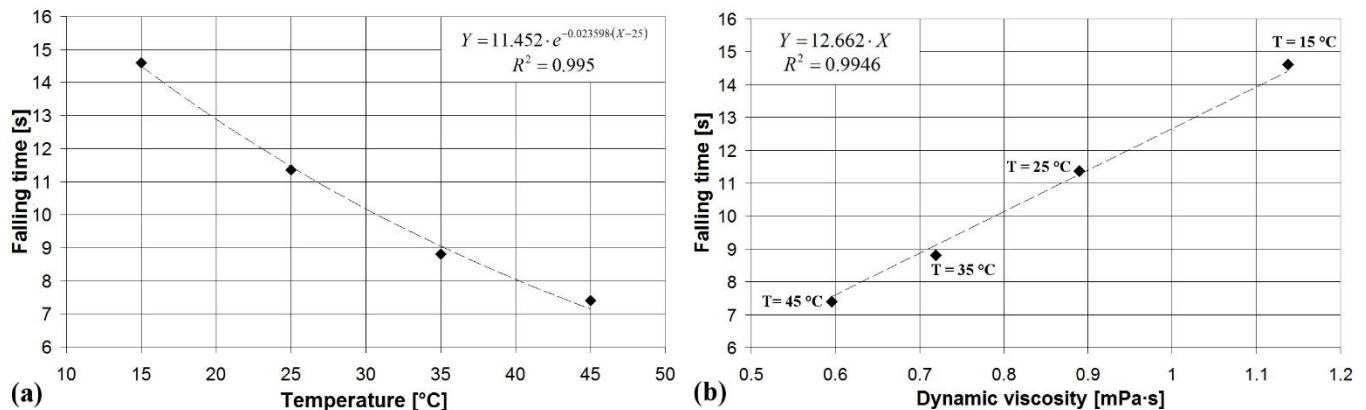 16
15
14
13
12
11
10
9
8
7
6
Falling time [s]
Y = 11.452 · e^{-0.023598·(X-25)}
R² = 0.995
10 15 20 25 30 35 40 45 50
Temperature [°C]
(a)
16
15
14
13
12
11
10
9
8
7
6
Falling time [s]
Y = 12.662 · X
R² = 0.9946
T = 15 °C
T = 25 °C
T = 35 °C
T= 45 °C
0.5 0.6 0.7 0.8 0.9 1 1.1 1.2
Dynamic viscosity [mPa·s]
(b)